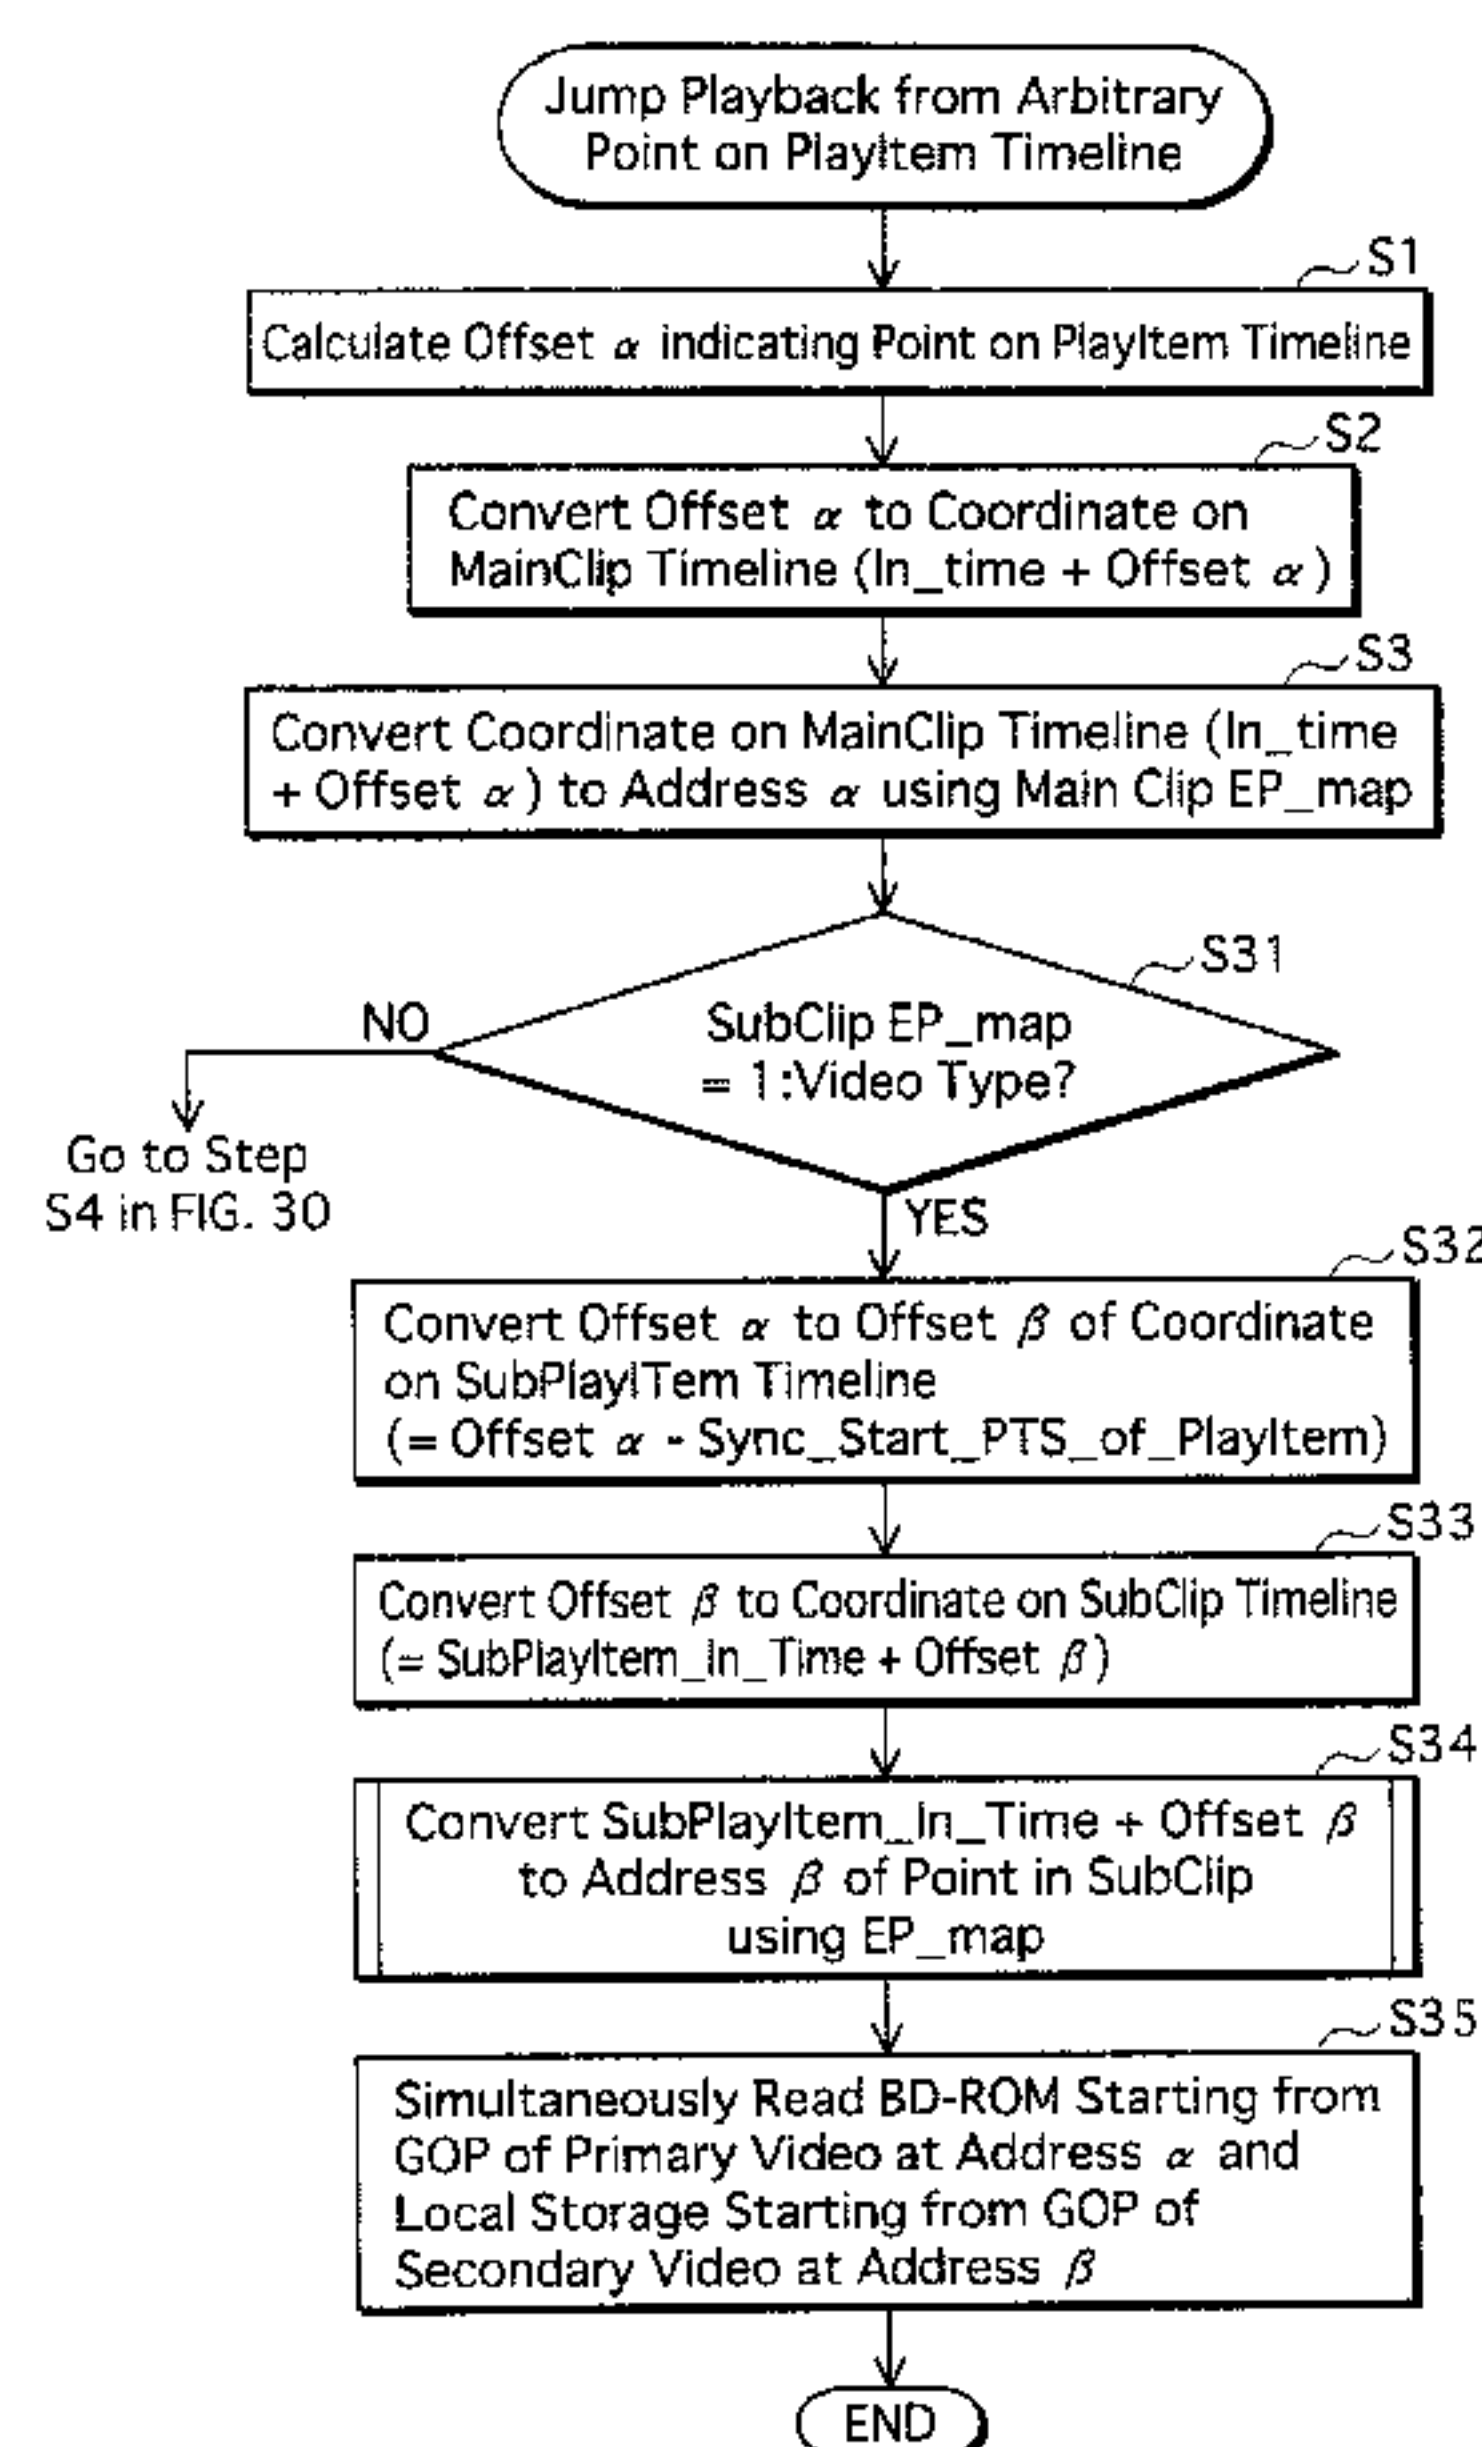 Jump Playback from Arbitrary
Point on PlayItem Timeline
S1
Calculate Offset α indicating Point on PlayItem Timeline
S2
Convert Offset α to Coordinate on
MainClip Timeline (In_time + Offset α)
S3
Convert Coordinate on MainClip Timeline (In_time
+ Offset α) to Address α using Main Clip EP_map
S31
SubClip EP_map
= 1:Video Type?
NO
Go to Step
S4 in FIG. 30
YES
S32
Convert Offset α to Offset β of Coordinate
on SubPlayITem Timeline
(= Offset α - Sync_Start_PTS_of_PlayItem)
S33
Convert Offset β to Coordinate on SubClip Timeline
(= SubPlayItem_In_Time + Offset β)
S34
Convert SubPlayItem_In_Time + Offset β
to Address β of Point in SubClip
using EP_map
S35
Simultaneously Read BD-ROM Starting from
GOP of Primary Video at Address α and
Local Storage Starting from GOP of
Secondary Video at Address β
END